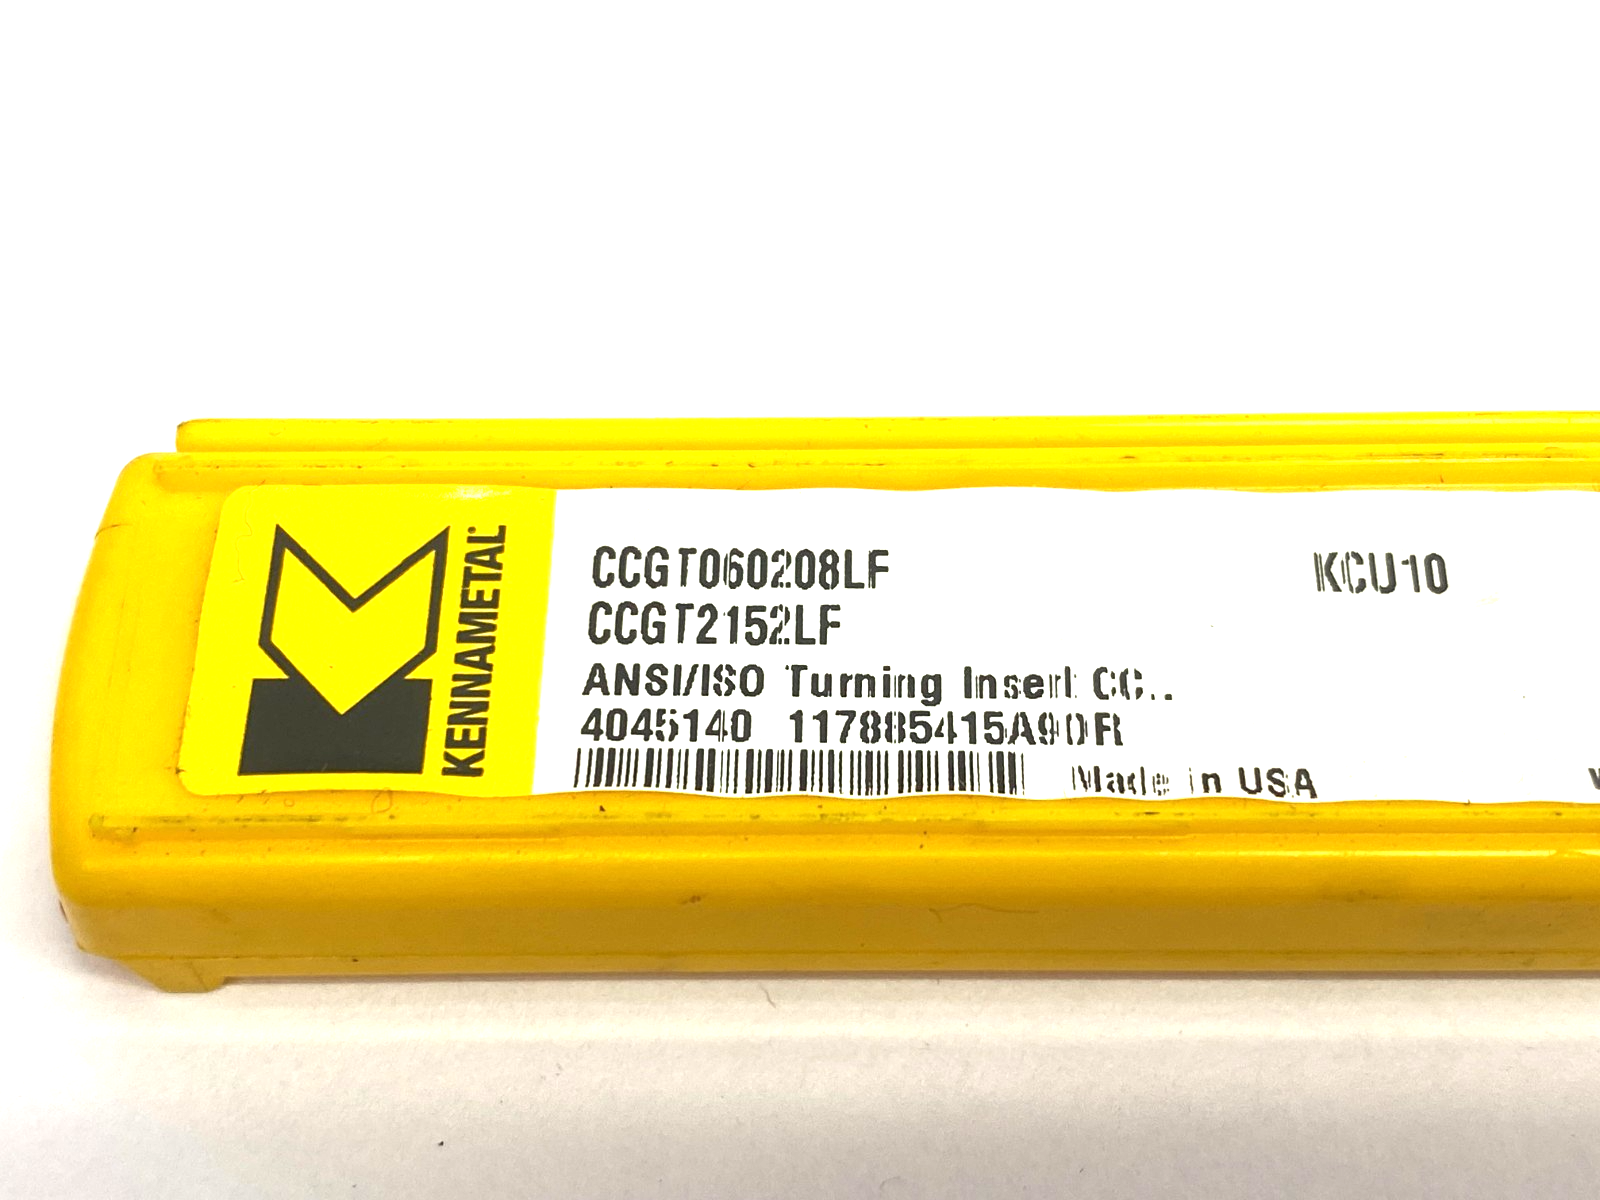 KENNAMETAL
CCGT060208LF KCU10
CCGT2152LF
ANSI/ISO Turning Insert CC..
4045140 117885415A90R
Made in USA